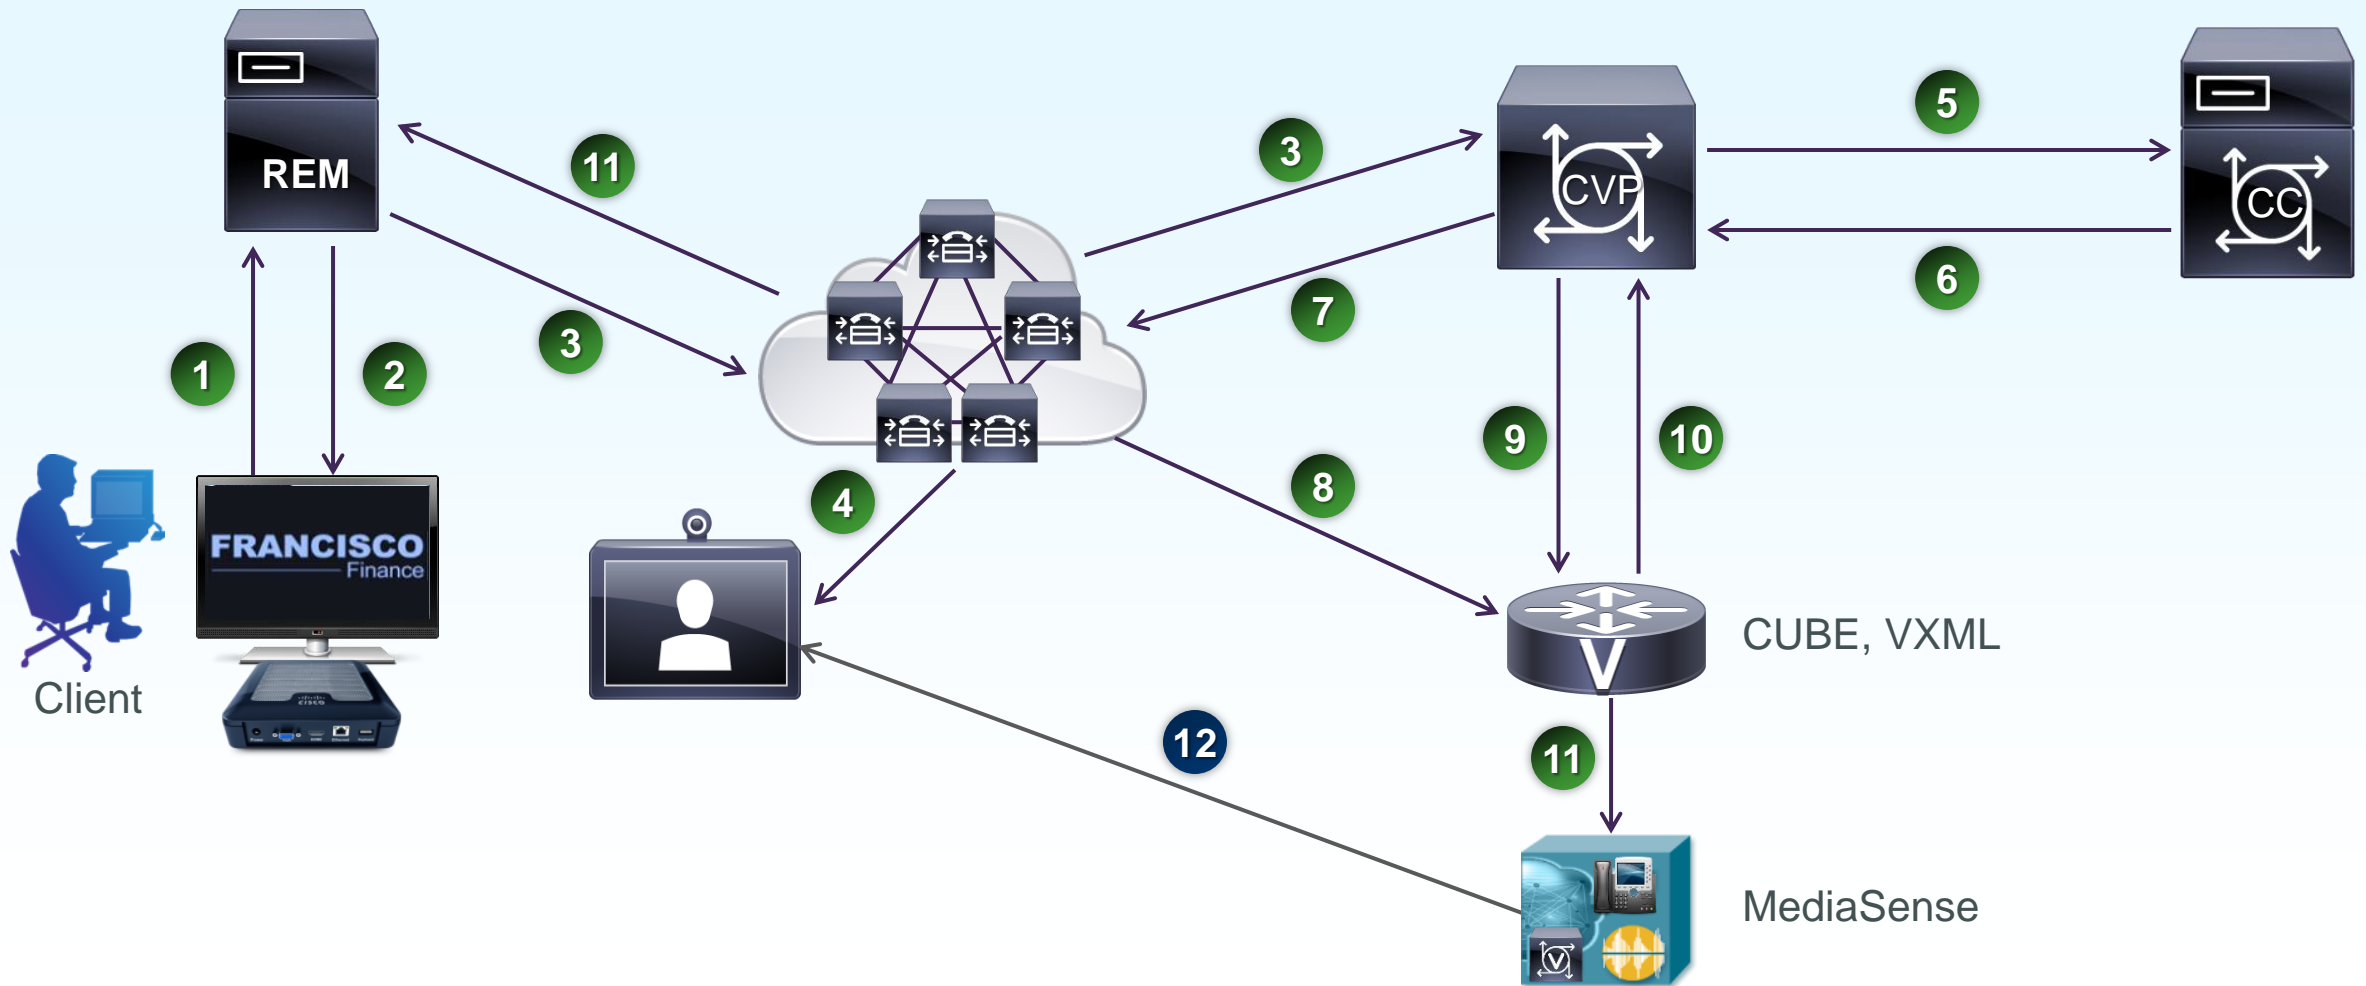 REM
11
3
CVP
5
CC
6
3
7
1
2
4
8
9
10
FRANCISCO
Finance
CUBE, VXML
V
Client
CISCO
12
11
MediaSense
V